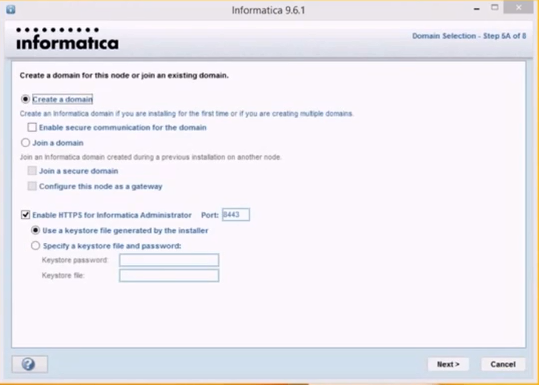 Informatica 9.6.1
informatica
Domain Selection - Step 5A of 8
Create a domain for this node or join an existing domain.
Create a domain
Create an Informatica domain if you are installing for the first time or if you are creating multiple domains.
Enable secure communication for the domain
Join a domain
Join an Informatica domain created during a previous installation on another node.
Join a secure domain
Configure this node as a gateway
Enable HTTPS for Informatica Administrator Port: 8443
Use a keystore file generated by the installer
Specify a keystore file and password:
Keystore password:
Keystore file:
?
Next >
Cancel